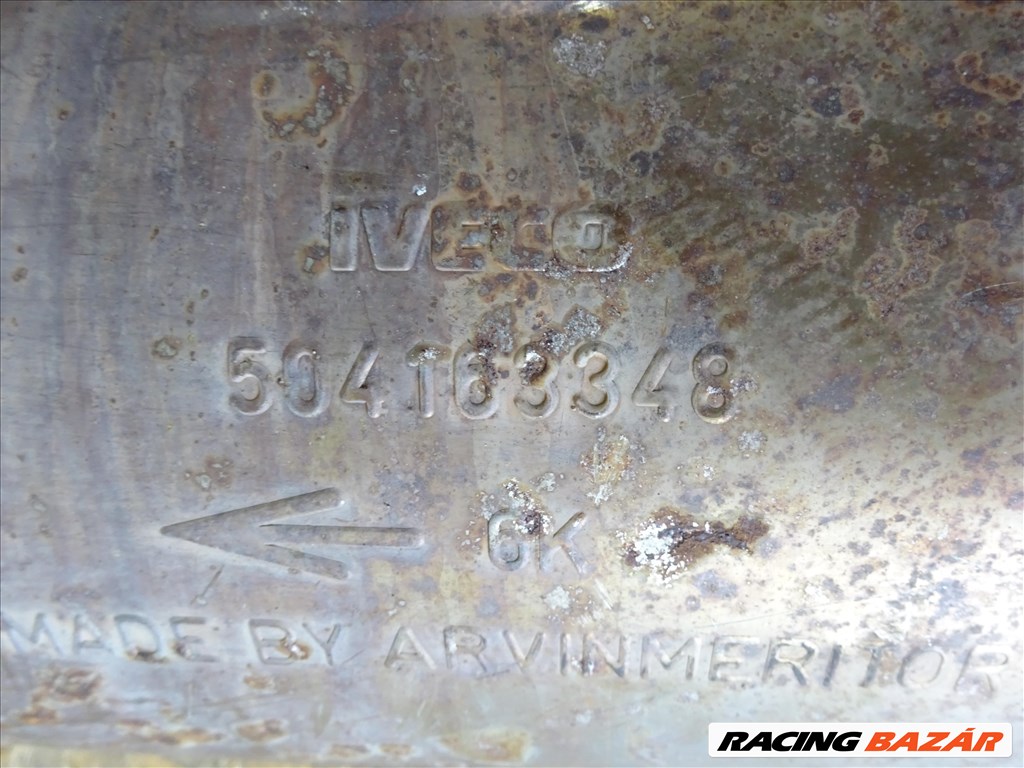 IVECO
504163348
6K
MADE BY ARVINMERITOR
RACING BAZÁR